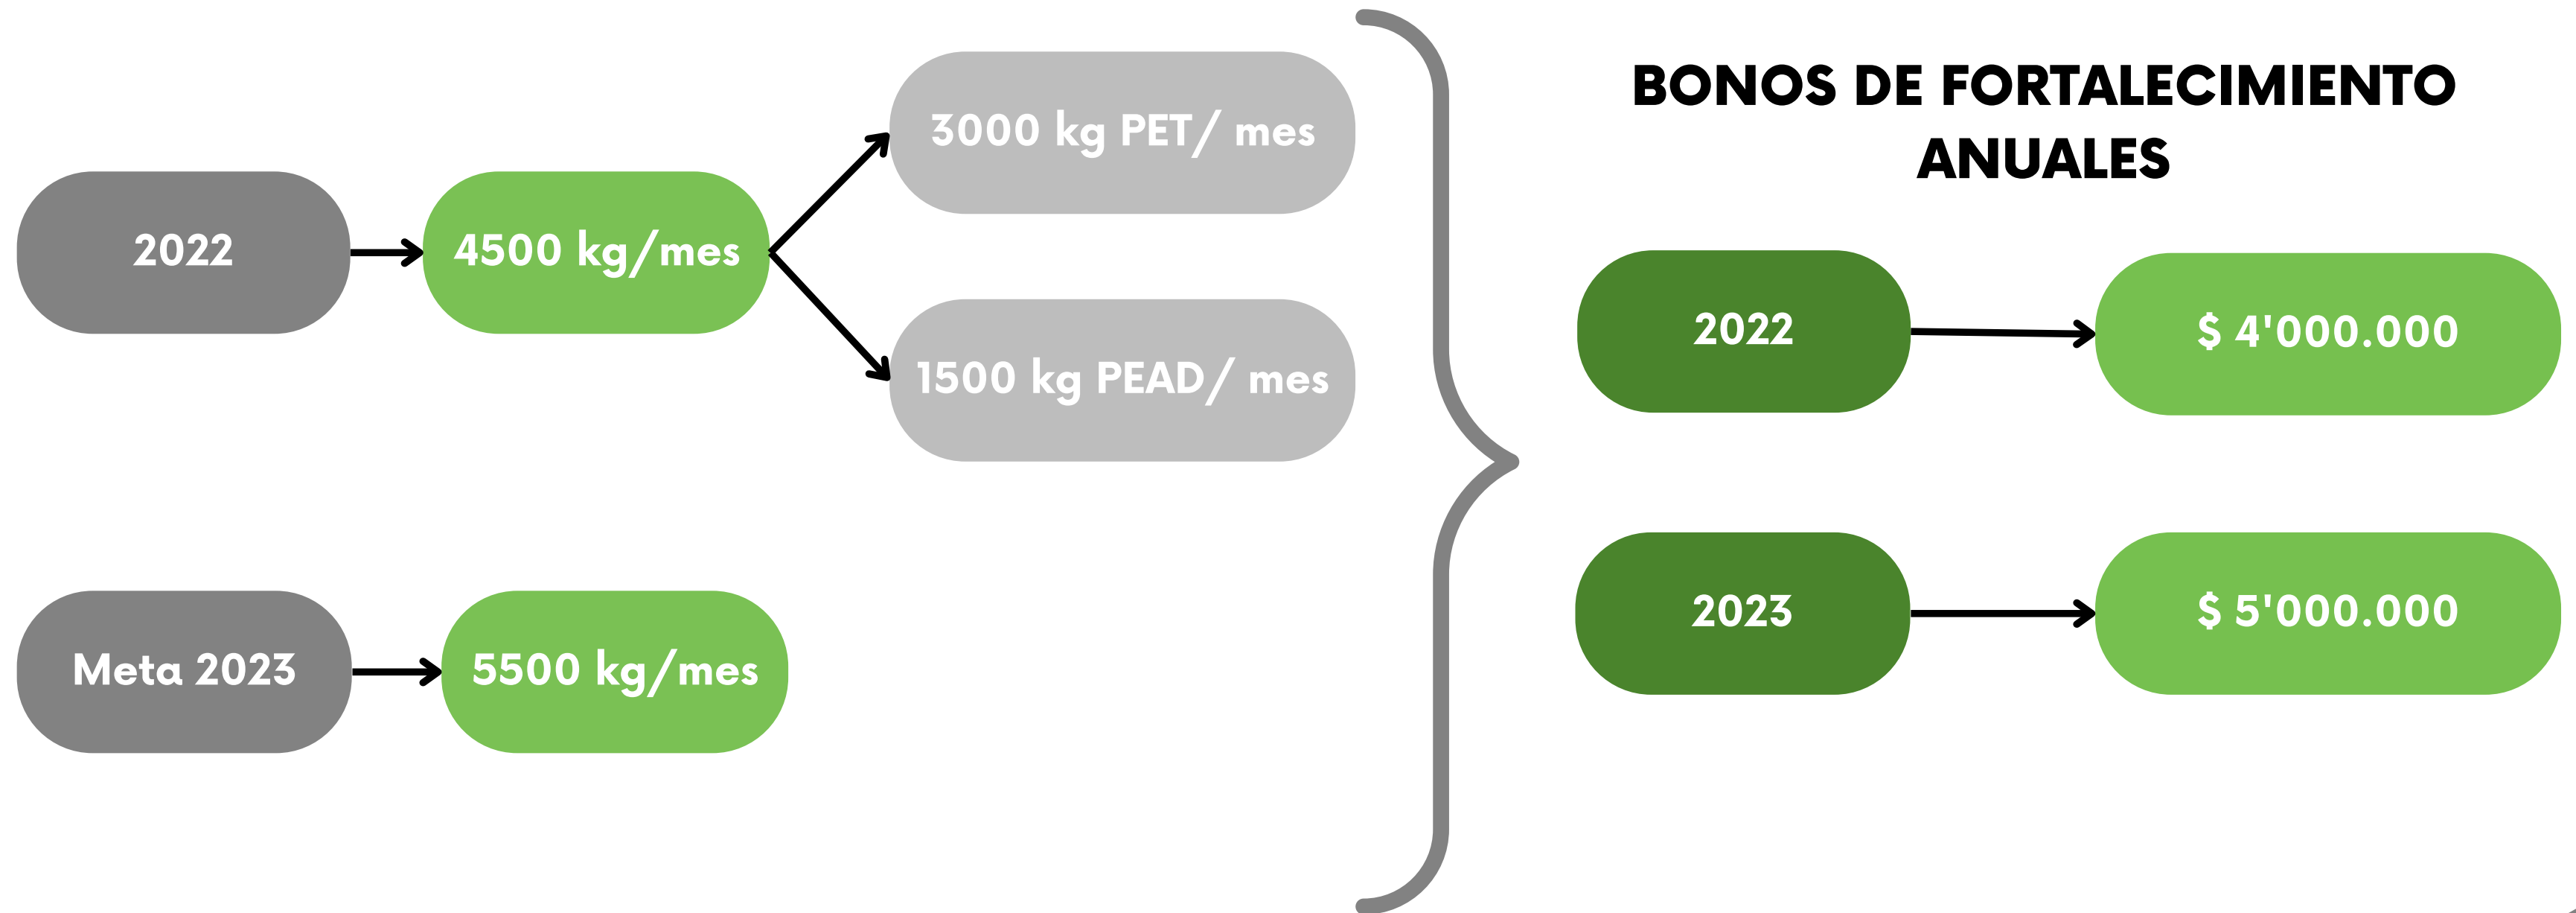 2022
4500 kg/mes
3000 kg PET/ mes
1500 kg PEAD/ mes
Meta 2023
5500 kg/mes
BONOS DE FORTALECIMIENTO
ANUALES
2022
$ 4'000.000
2023
$ 5'000.000